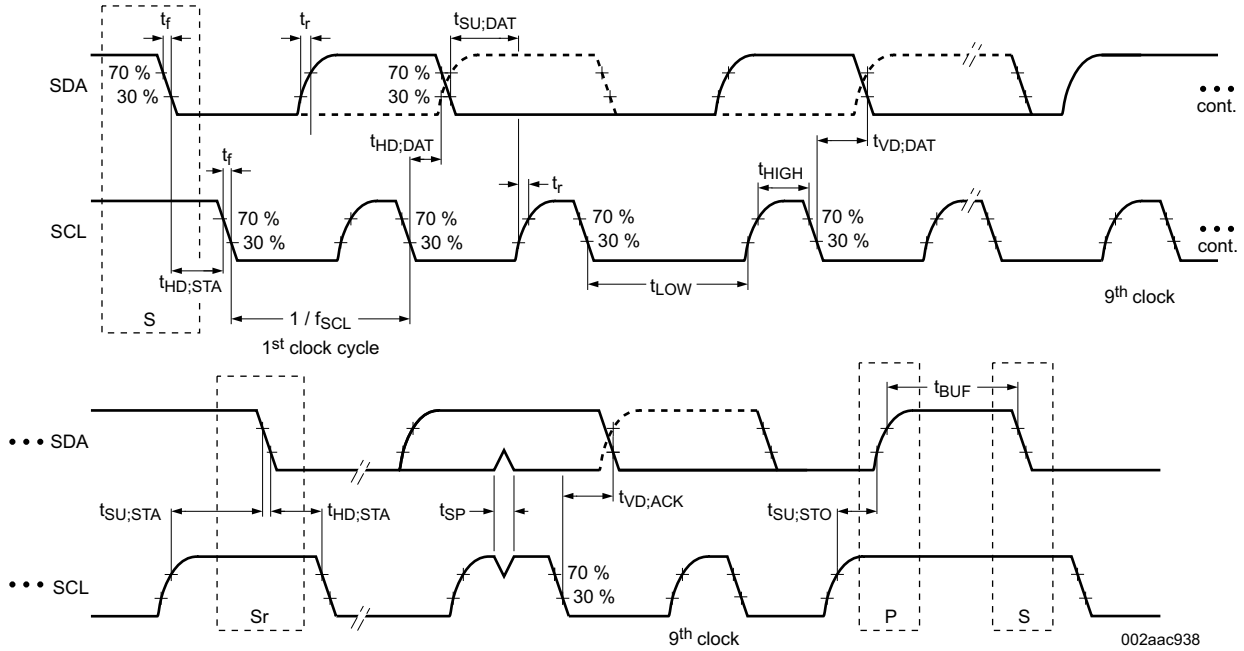 tf
tr
tSU;DAT
70 %
30 %
70 %
30 %
SDA
••• cont.
tHD;DAT
tVD;DAT
tf
tr
tHIGH
70 %
30 %
70 %
30 %
70 %
30 %
70 %
30 %
SCL
••• cont.
tHD;STA
tLOW
S
1 / fSCL
1st clock cycle
9th clock
tBUF
••• SDA
tSU;STA
tHD;STA
tSP
tVD;ACK
tSU;STO
70 %
30 %
••• SCL
Sr
9th clock
P
S
002aac938